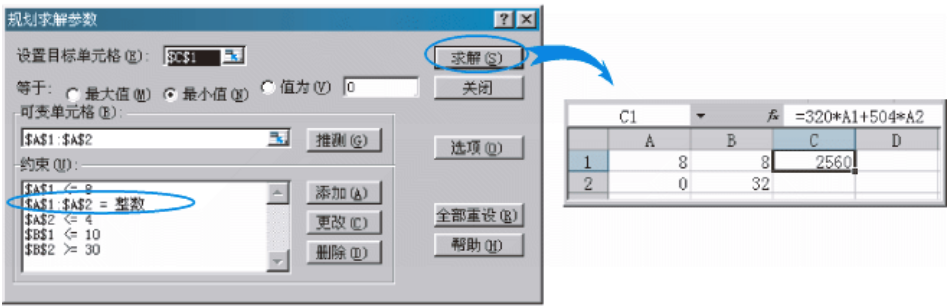 规划求解参数
设置目标单元格(E): $C$1 求解(S)
等于: 最大值(M) 最小值(N) 值为(V) 0 关闭
可变单元格(B):
$A$1:$A$2 推测(G) 选项(O)
约束(U):
$A$1 <= 8 添加(A)
$A$1:$A$2 = 整数
$A$2 <= 4 更改(C) 全部重设(R)
$B$1 <= 10
$B$2 >= 30 删除(D) 帮助(H)
C1 fx =320*A1+504*A2
A B C D
1 8 8 2560
2 0 32